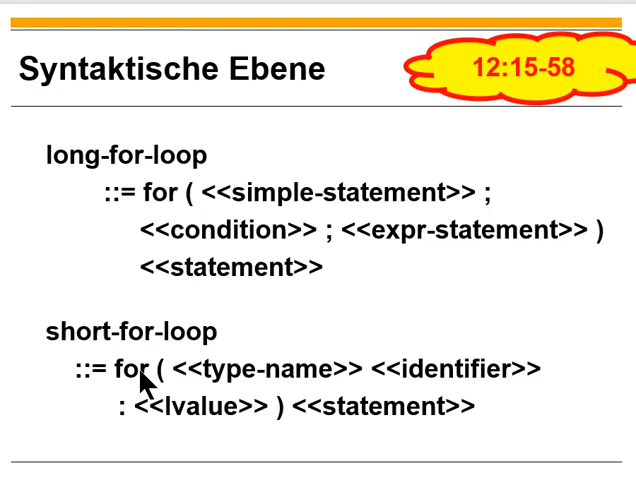 Syntaktische Ebene
12:15-58
long-for-loop
::= for ( <<simple-statement>> ;
<<condition>> ; <<expr-statement>> )
<<statement>>
short-for-loop
::= for ( <<type-name>> <<identifier>>
: <<lvalue>> ) <<statement>>